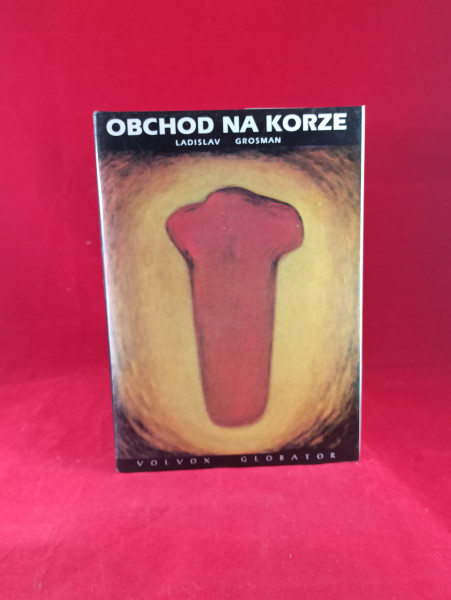 OBCHOD NA KORZE
LADISLAV GROSMAN
VOLVOX GLOBATOR